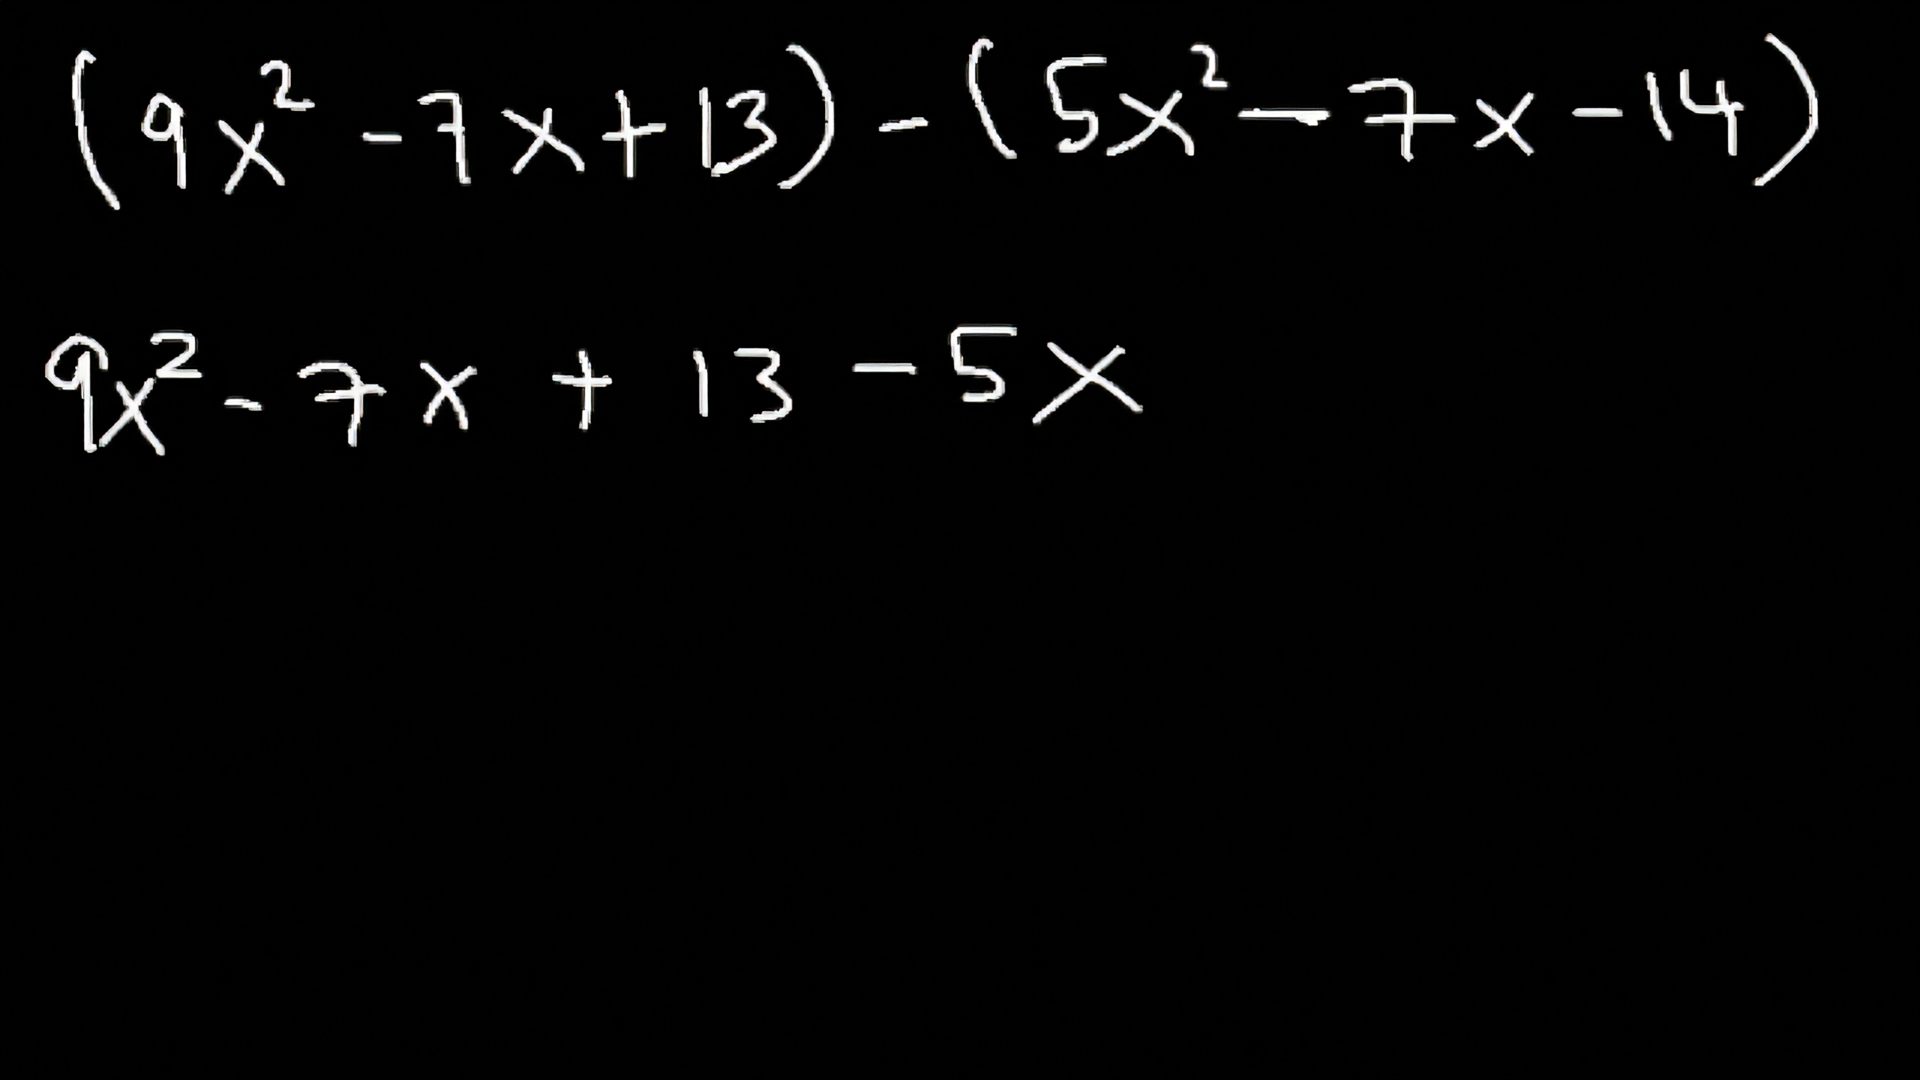 (9x² - 7x + 13) - (5x² - 7x - 14)
9x² - 7x + 13 - 5x